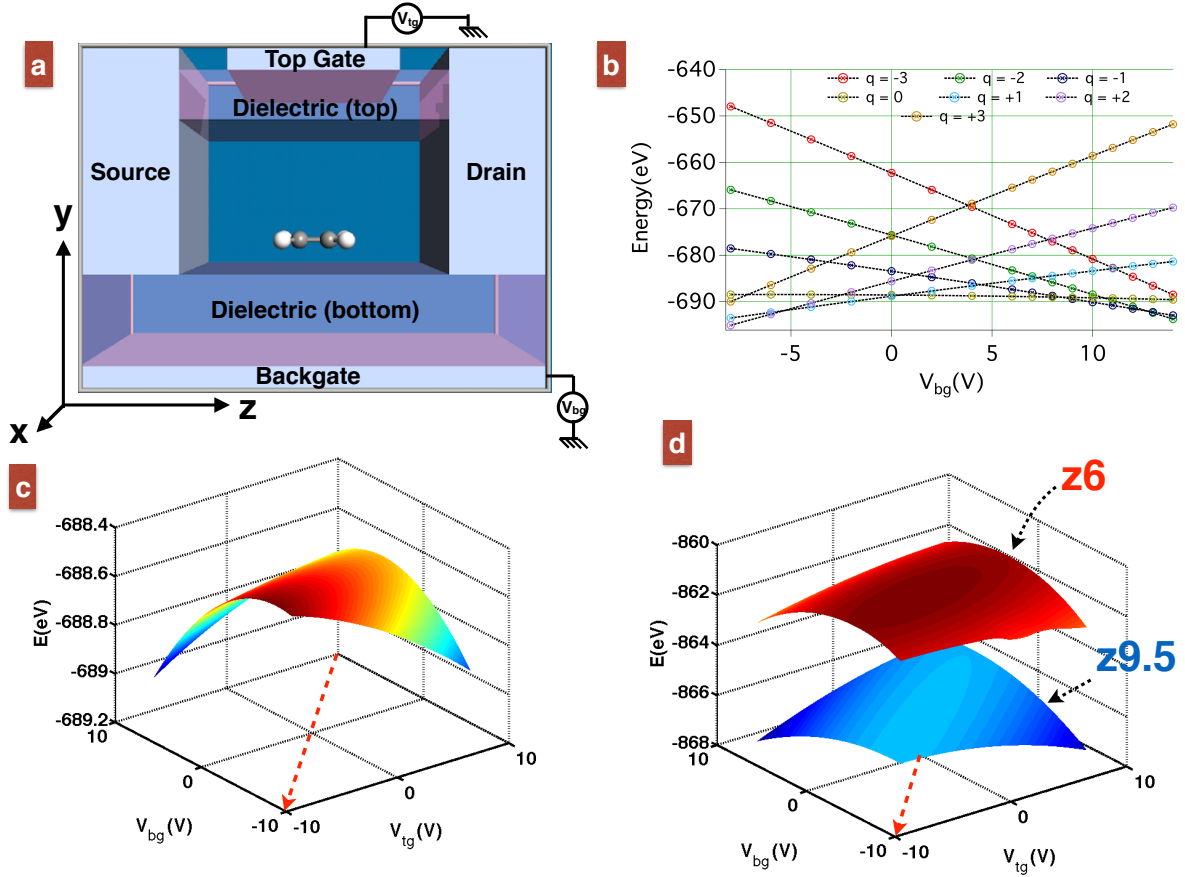 a
V_tg
Top Gate
Dielectric (top)
Source
Drain
Dielectric (bottom)
Backgate
V_bg
y
z
x
b
q = -3 q = -2 q = -1
q = 0 q = +1 q = +2
q = +3
Energy(eV)
-640
-650
-660
-670
-680
-690
-5 0 5 10
V_bg(V)
c
E(eV)
-688.4
-688.6
-688.8
-689
-689.2
10
0
-10
-10
0
10
V_bg(V)
V_tg(V)
d
z6
z9.5
E(eV)
-860
-862
-864
-866
-868
10
0
-10
-10
0
10
V_bg(V)
V_tg(V)